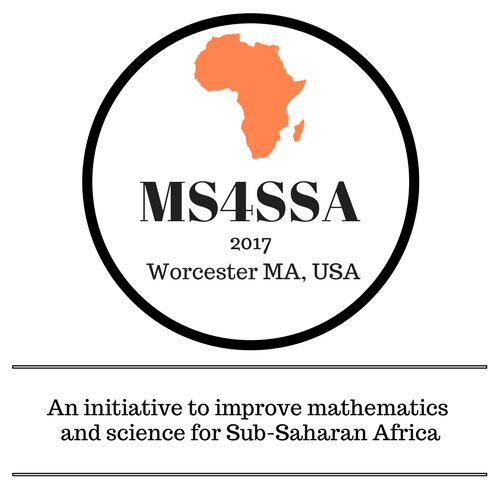 MS4SSA
2017
Worcester MA, USA
An initiative to improve mathematics
and science for Sub-Saharan Africa